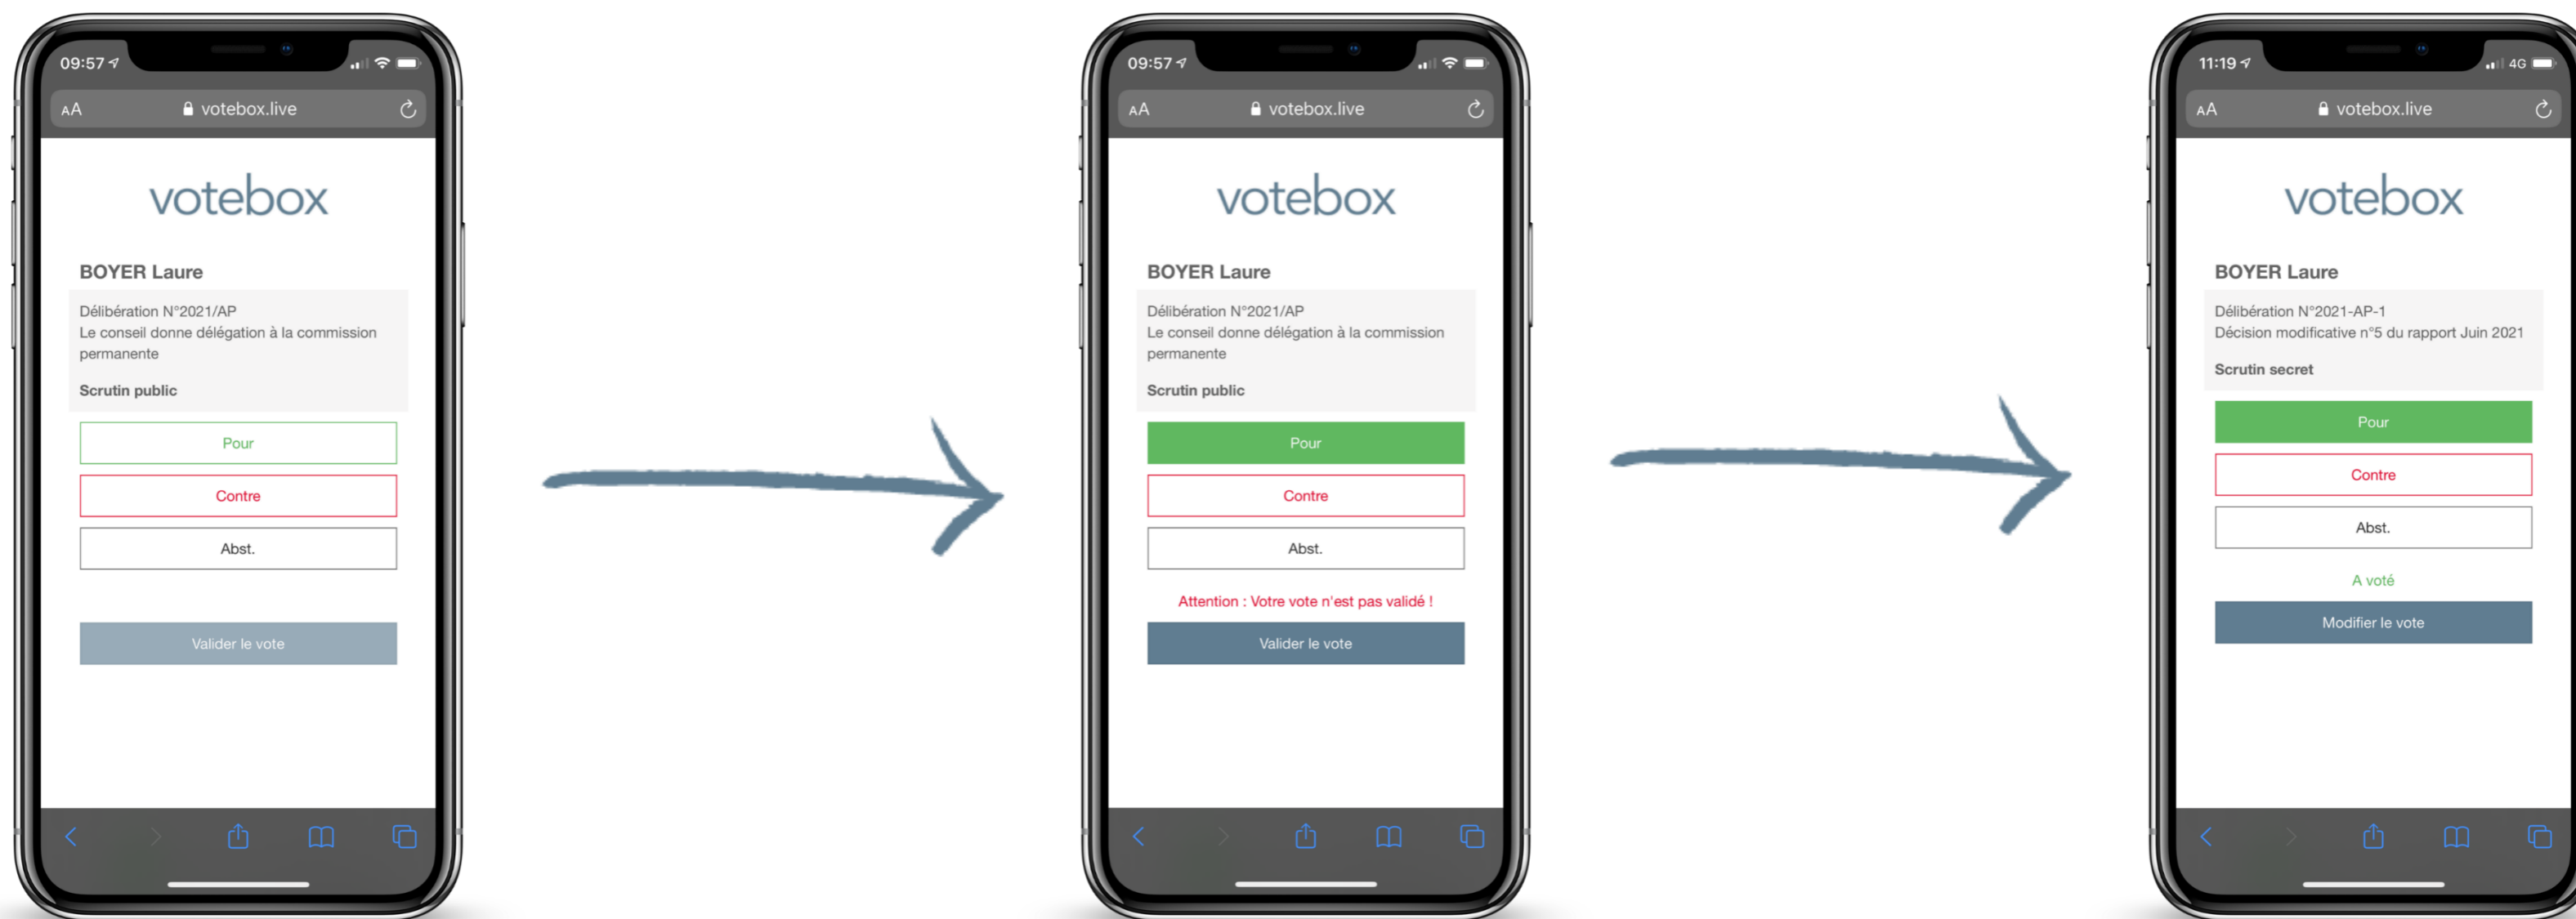 09:57
AA votebox.live
votebox
BOYER Laure
Délibération N°2021/AP
Le conseil donne délégation à la commission
permanente
Scrutin public
Pour
Contre
Abst.
Valider le vote
09:57
AA votebox.live
votebox
BOYER Laure
Délibération N°2021/AP
Le conseil donne délégation à la commission
permanente
Scrutin public
Pour
Contre
Abst.
Attention : Votre vote n'est pas validé !
Valider le vote
11:19 4G
AA votebox.live
votebox
BOYER Laure
Délibération N°2021-AP-1
Décision modificative n°5 du rapport Juin 2021
Scrutin secret
Pour
Contre
Abst.
A voté
Modifier le vote